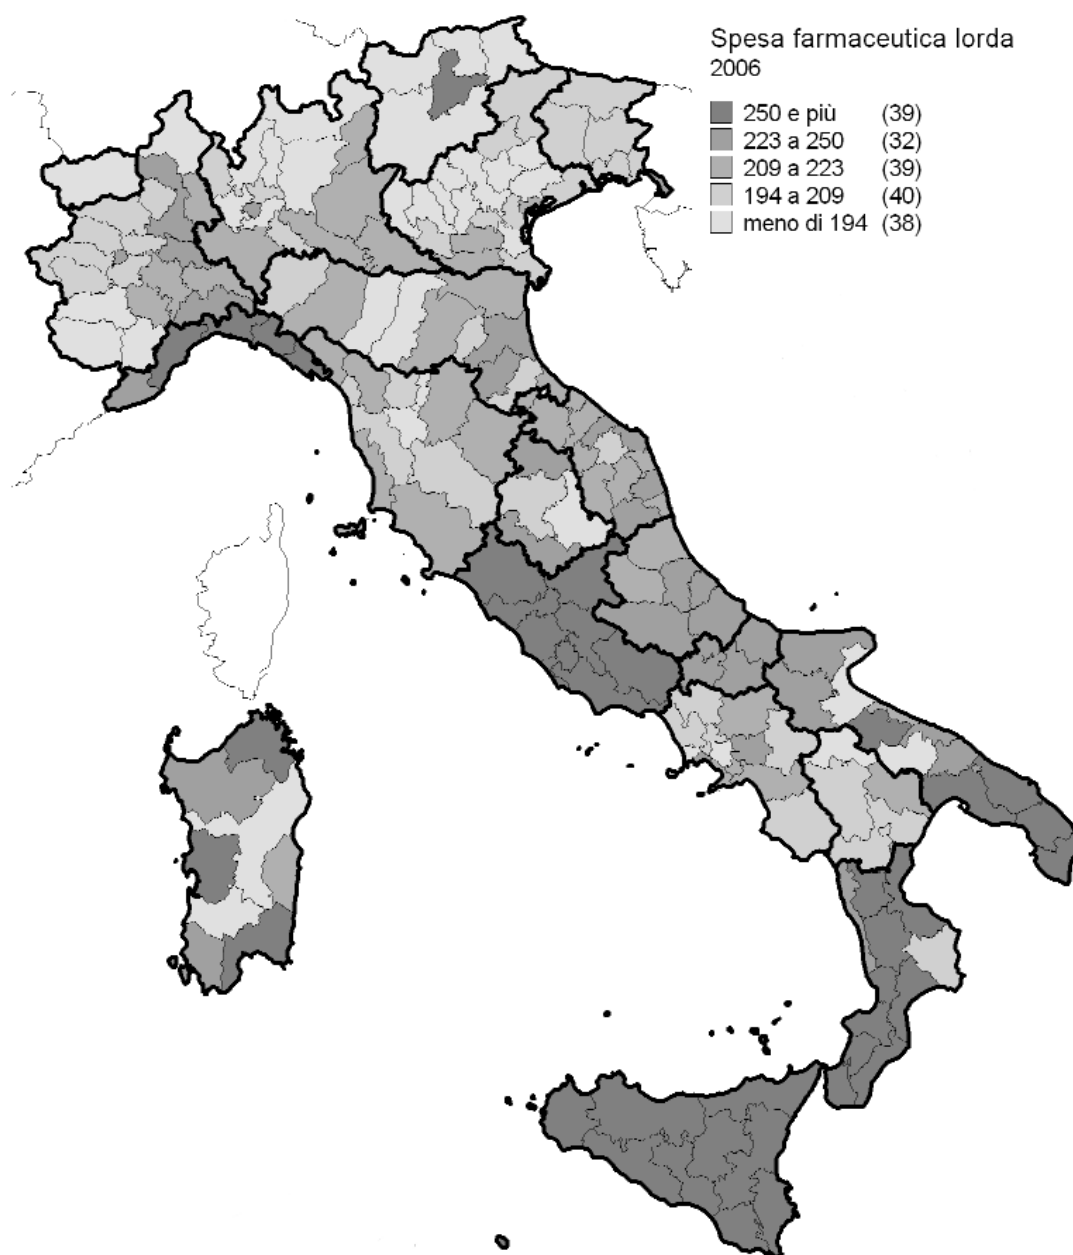 Spesa farmaceutica lorda
2006
250 e più (39)
223 a 250 (32)
209 a 223 (39)
194 a 209 (40)
meno di 194 (38)